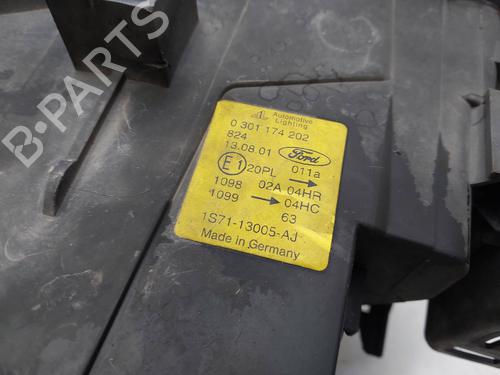 B-PARTS
Automotive
Lighting
0 301 174 202
824
13.08.01 Ford
E1 20PL 011a
1098 02A 04HR
1099 04HC
63
1S71-13005-AJ
Made in Germany